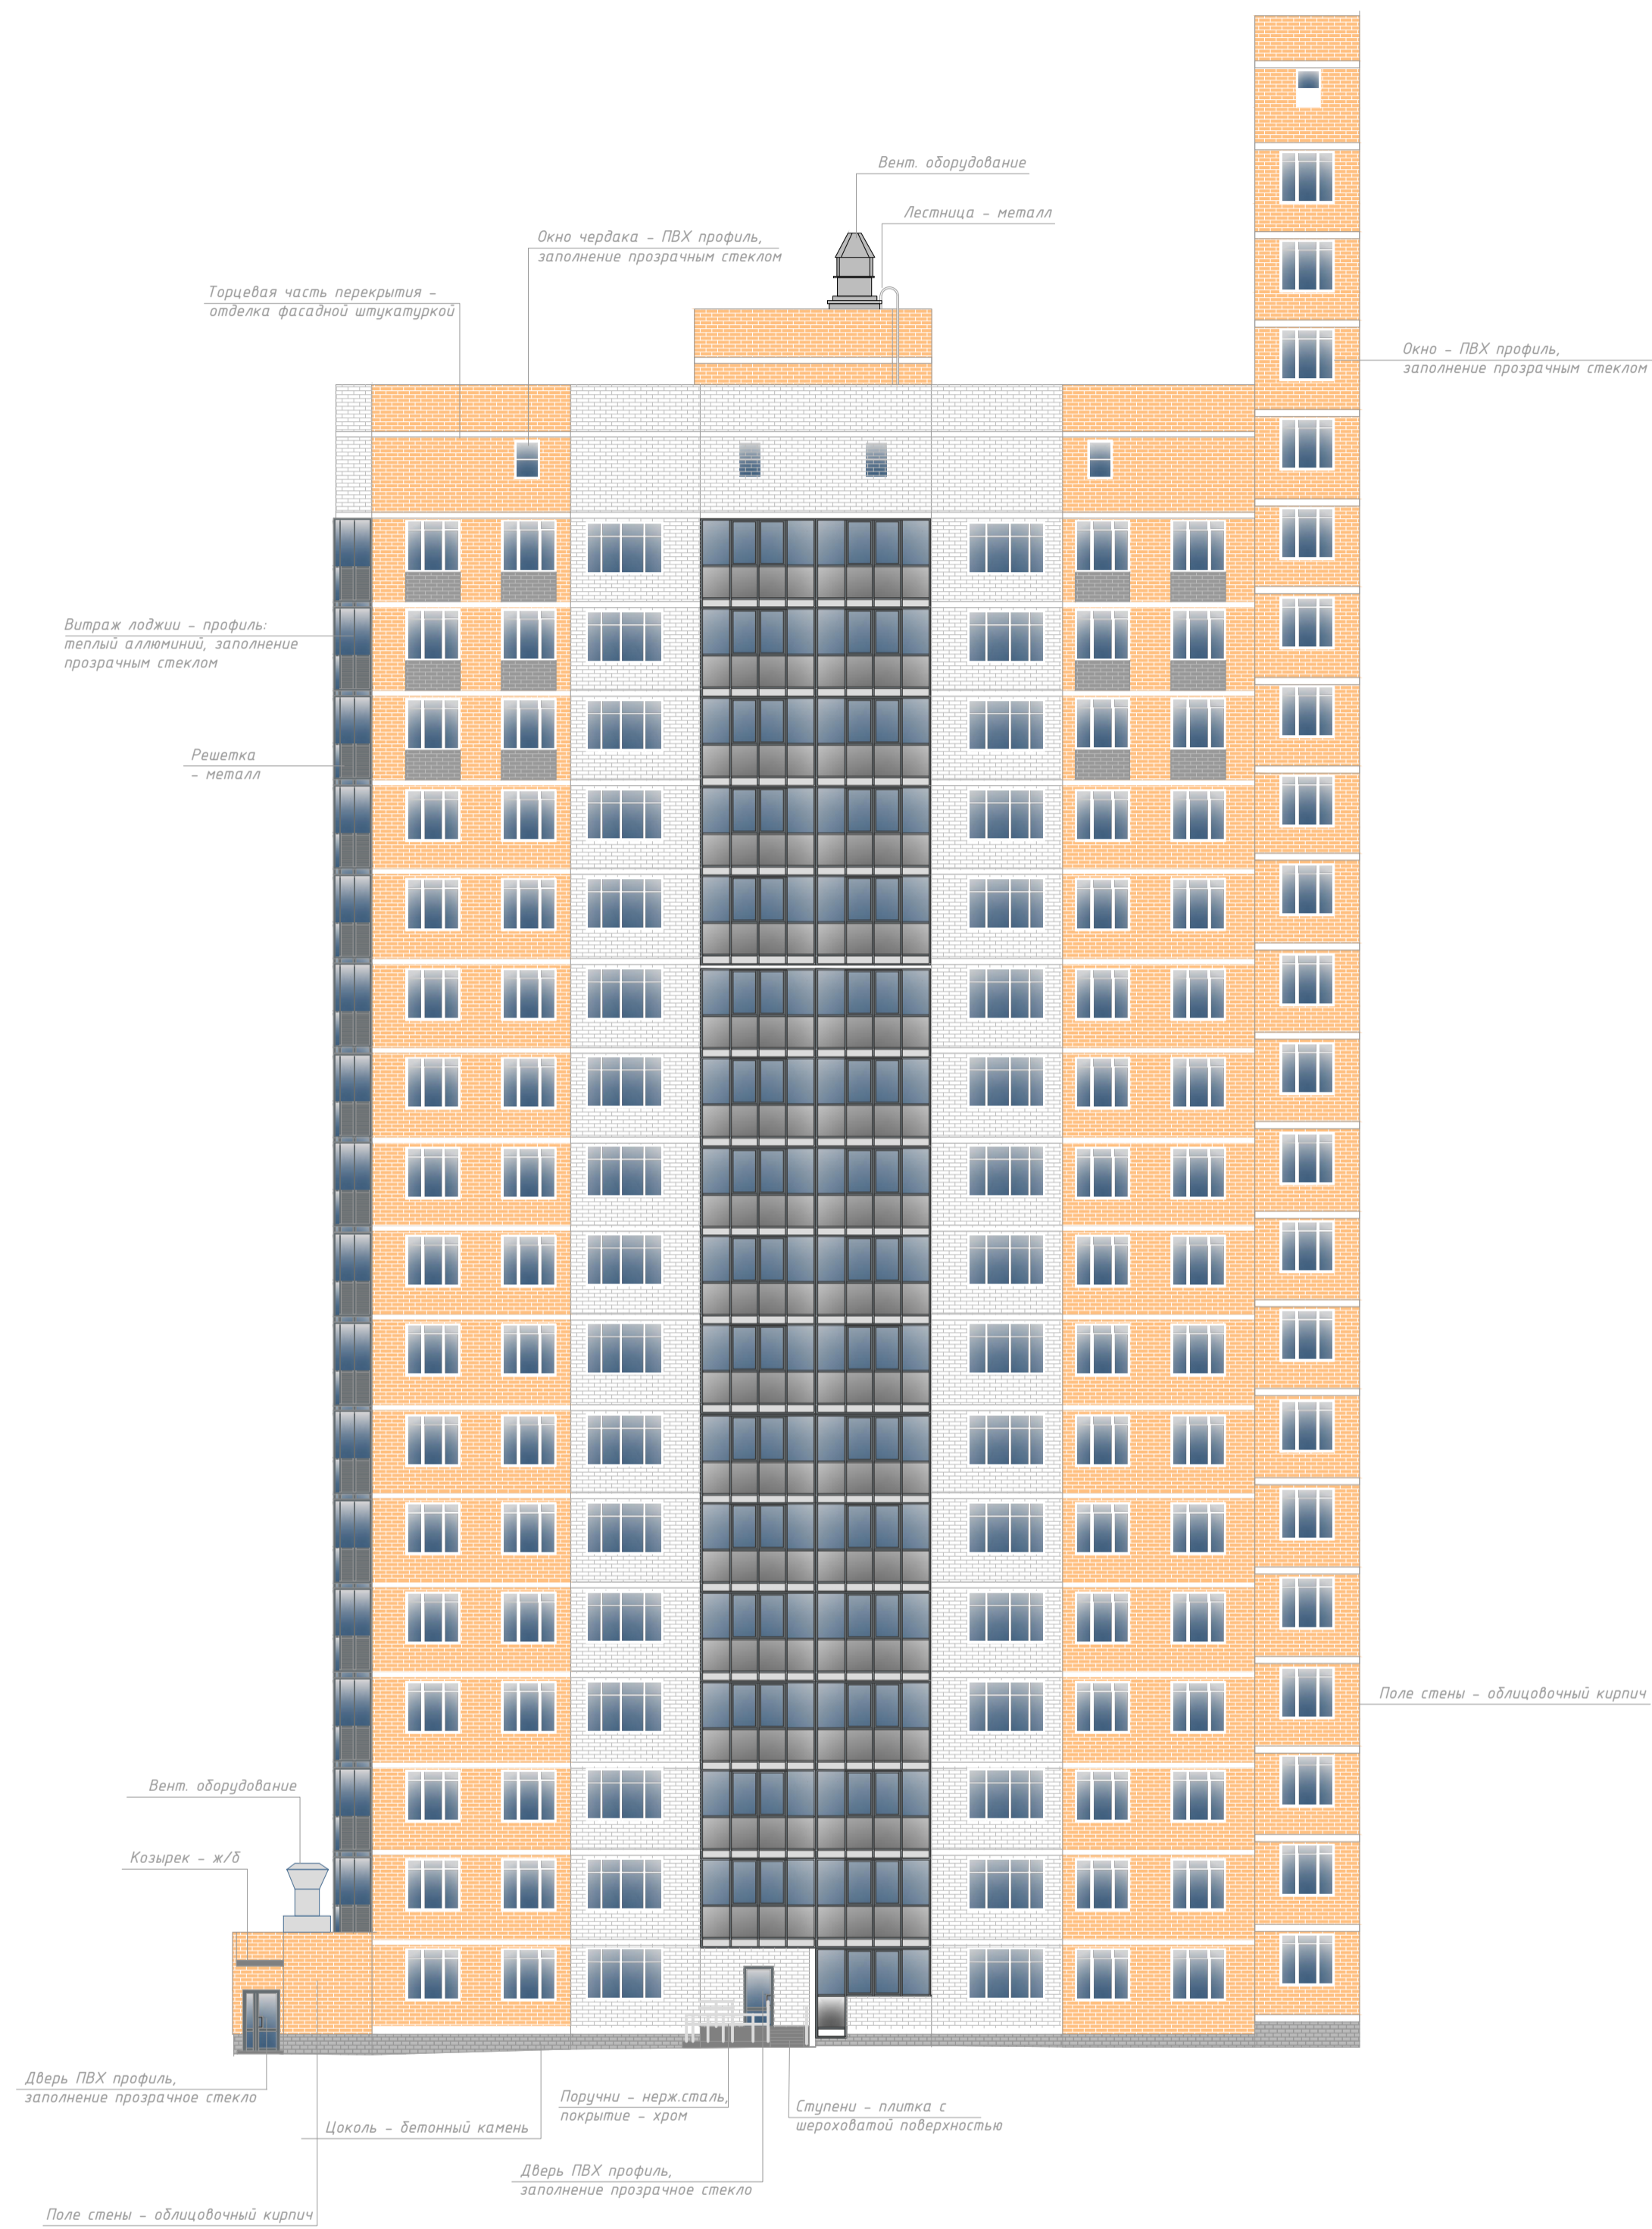 Вент. оборудование
Лестница - металл
Окно чердака - ПВХ профиль,
заполнение прозрачным стеклом
Торцевая часть перекрытия -
отделка фасадной штукатуркой
Окно - ПВХ профиль,
заполнение прозрачным стеклом
Витраж лоджии - профиль:
теплый аллюминий, заполнение
прозрачным стеклом
Решетка
- металл
Поле стены - облицовочный кирпич
Вент. оборудование
Козырек - ж/б
Дверь ПВХ профиль,
заполнение прозрачное стекло
Поручни - нерж.сталь,
покрытие - хром
Ступени - плитка с
шероховатой поверхностью
Цоколь - бетонный камень
Дверь ПВХ профиль,
заполнение прозрачное стекло
Поле стены - облицовочный кирпич